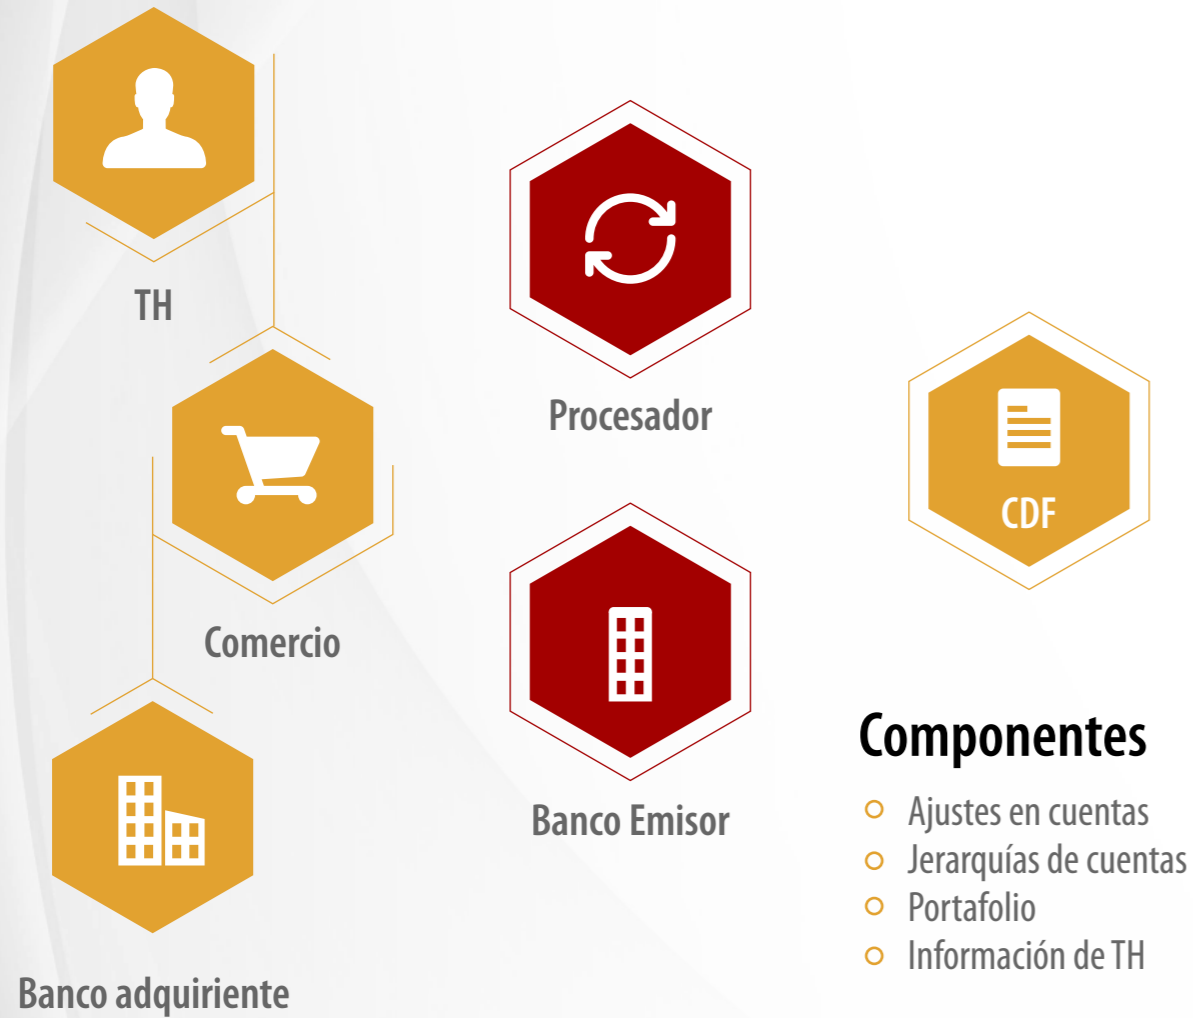 TH
Comercio
Banco adquiriente
Procesador
Banco Emisor
CDF
Componentes
Ajustes en cuentas
Jerarquías de cuentas
Portafolio
Información de TH